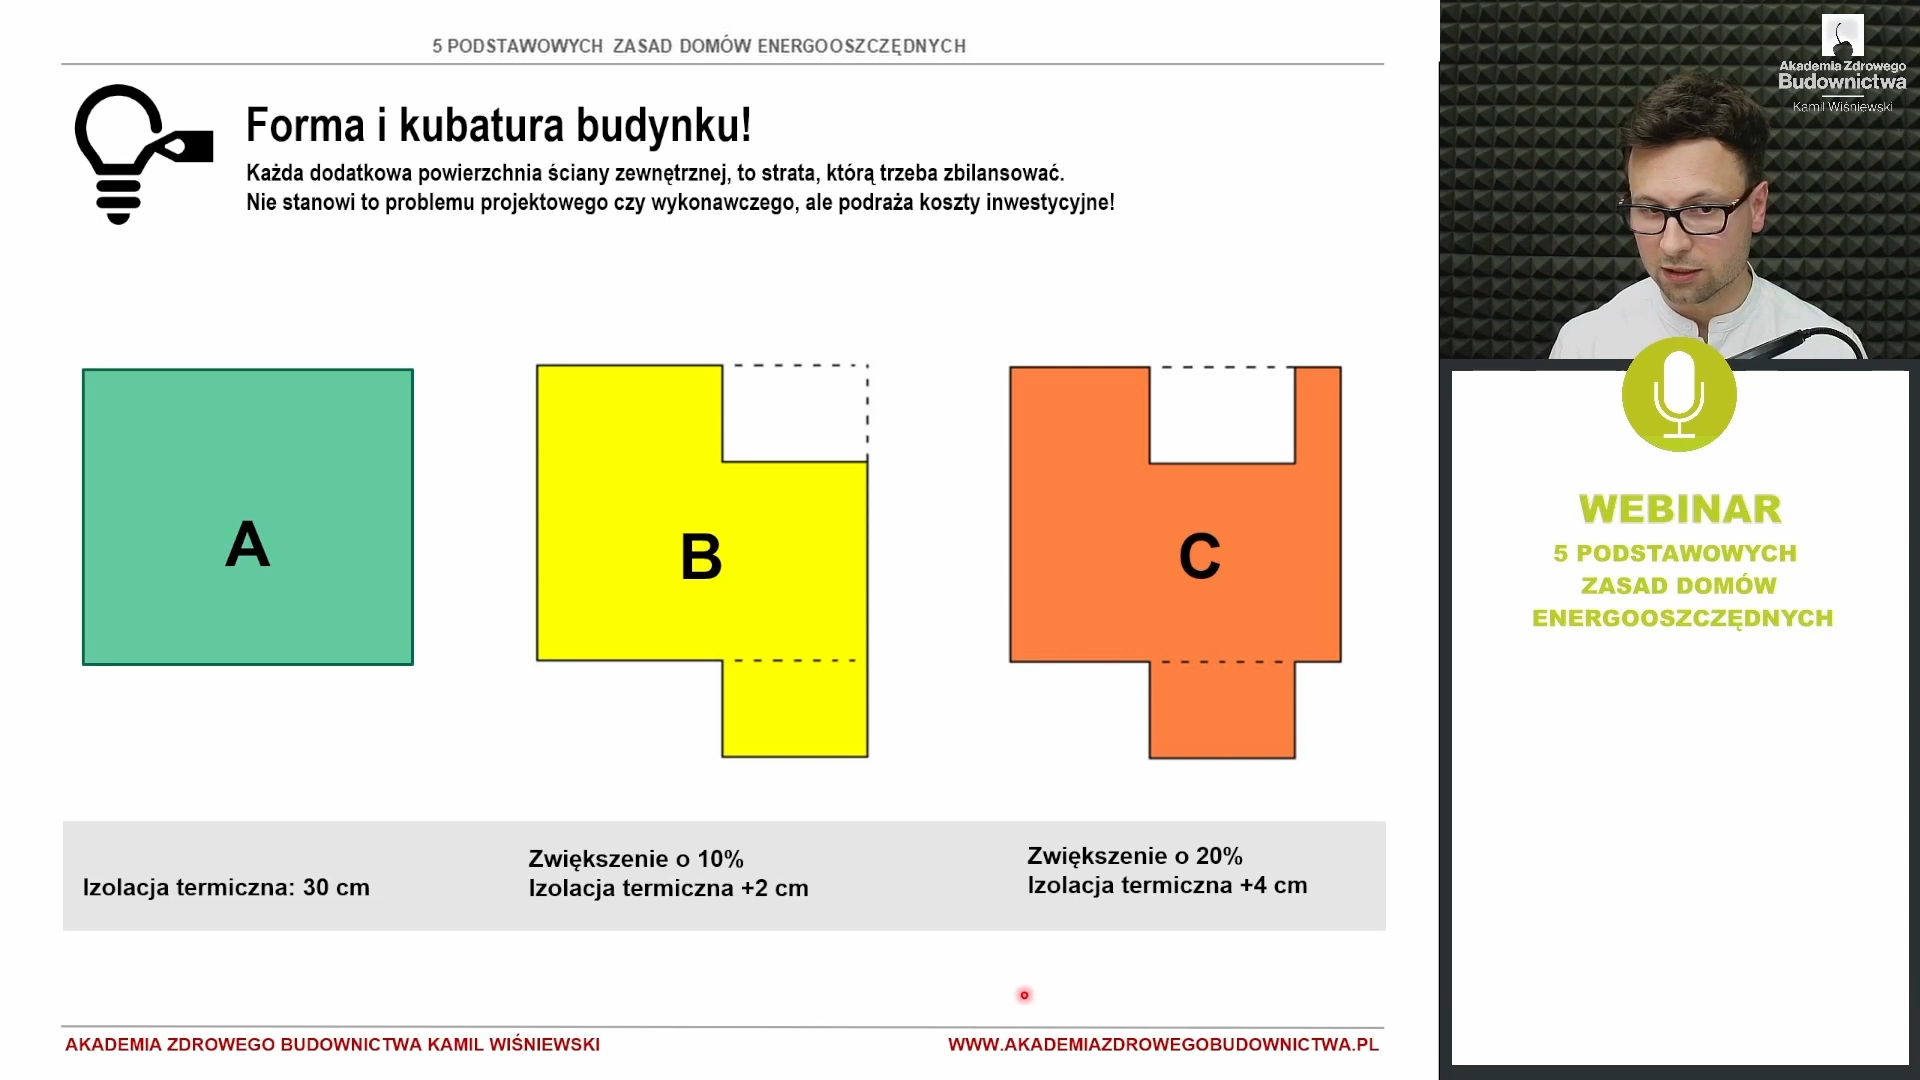 5 PODSTAWOWYCH ZASAD DOMÓW ENERGOOSZCZĘDNYCH
Forma i kubatura budynku!
Każda dodatkowa powierzchnia ściany zewnętrznej, to strata, którą trzeba zbilansować.
Nie stanowi to problemu projektowego czy wykonawczego, ale podraża koszty inwestycyjne!
A
B
C
Izolacja termiczna: 30 cm
Zwiększenie o 10%
Izolacja termiczna +2 cm
Zwiększenie o 20%
Izolacja termiczna +4 cm
AKADEMIA ZDROWEGO BUDOWNICTWA KAMIL WIŚNIEWSKI
WWW.AKADEMIAZDROWEGOBUDOWNICTWA.PL
Akademia Zdrowego
Budownictwa
Kamil Wiśniewski
WEBINAR
5 PODSTAWOWYCH
ZASAD DOMÓW
ENERGOOSZCZĘDNYCH